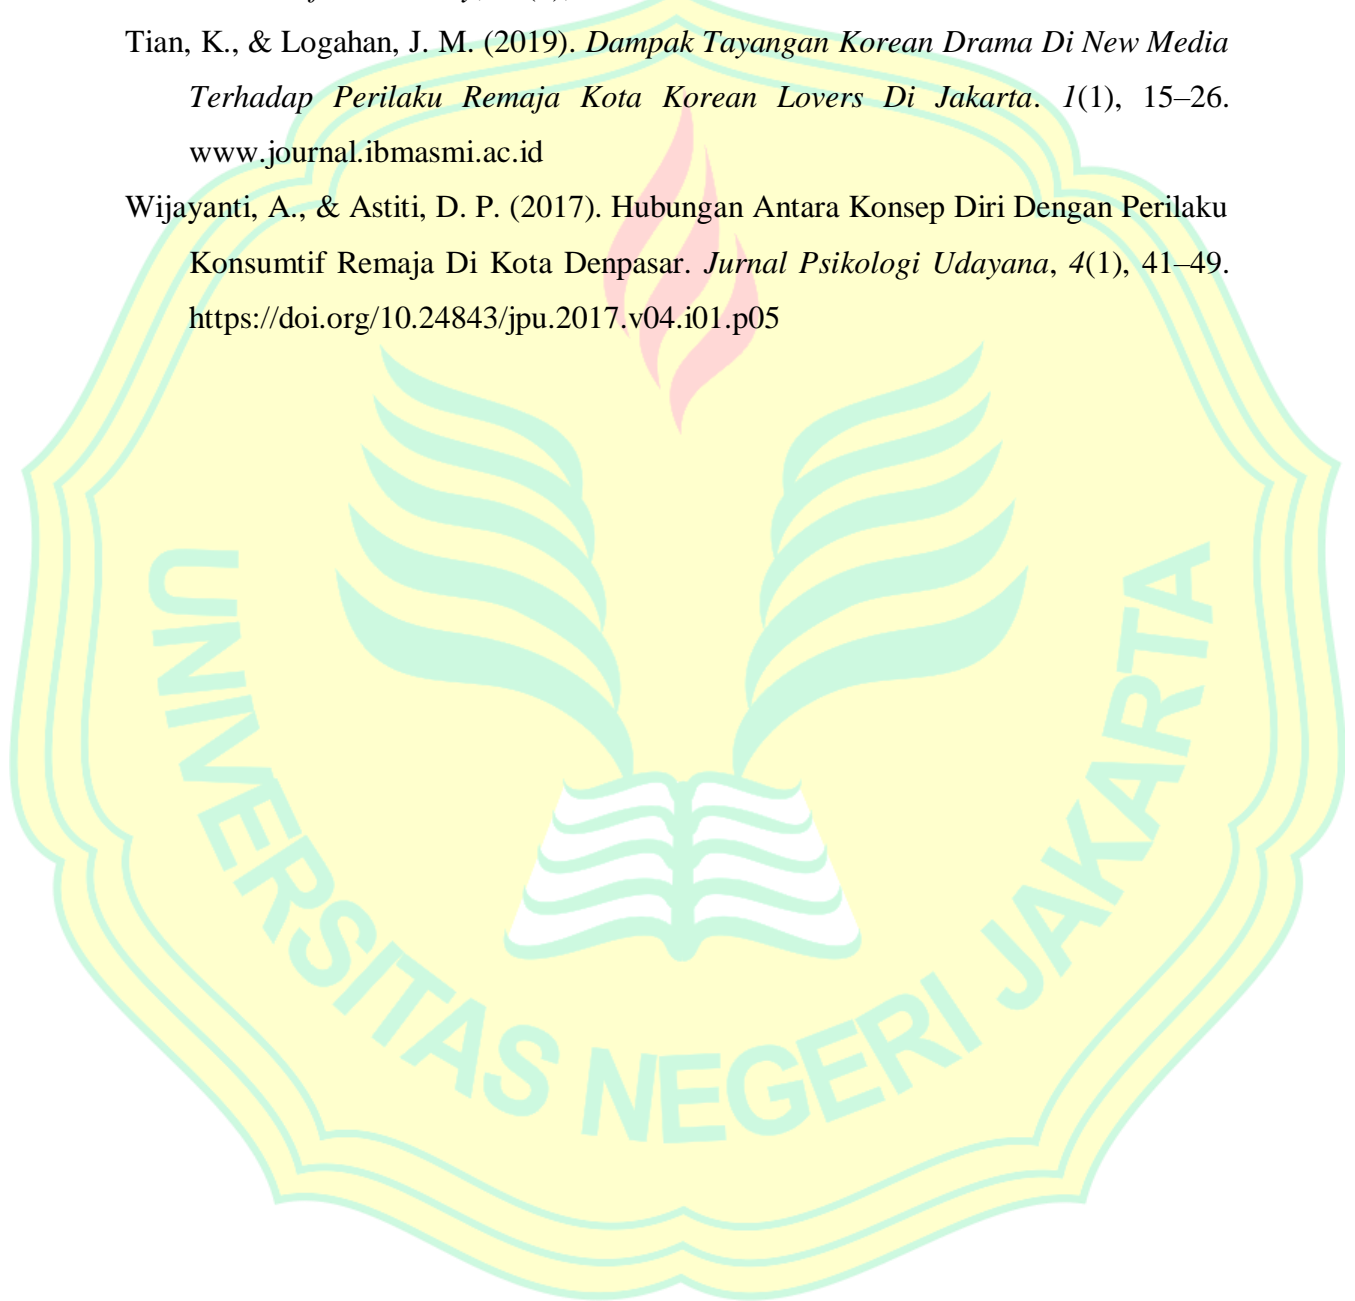 Tian, K., & Logahan, J. M. (2019). Dampak Tayangan Korean Drama Di New Media
Terhadap Perilaku Remaja Kota Korean Lovers Di Jakarta. 1(1), 15–26.
www.journal.ibmasmi.ac.id
Wijayanti, A., & Astiti, D. P. (2017). Hubungan Antara Konsep Diri Dengan Perilaku
Konsumtif Remaja Di Kota Denpasar. Jurnal Psikologi Udayana, 4(1), 41–49.
https://doi.org/10.24843/jpu.2017.v04.i01.p05
UNIVERSITAS NEGERI JAKARTA